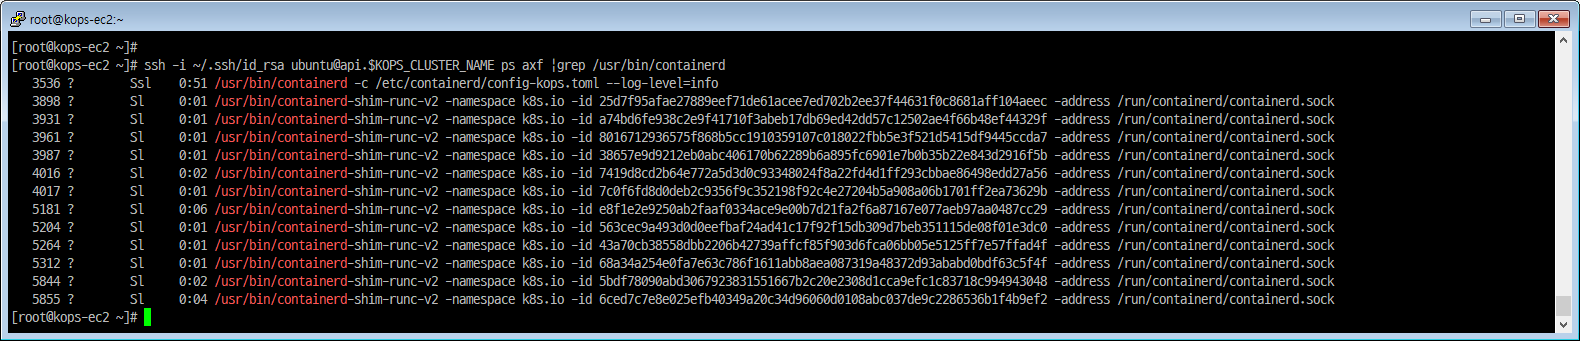 root@kops-ec2:~
[root@kops-ec2 ~]#
[root@kops-ec2 ~]# ssh -i ~/.ssh/id_rsa ubuntu@api.$KOPS_CLUSTER_NAME ps axf |grep /usr/bin/containerd
3536 ? Ssl 0:51 /usr/bin/containerd -c /etc/containerd/config-kops.toml --log-level=info
3898 ? Sl 0:01 /usr/bin/containerd-shim-runc-v2 -namespace k8s.io -id 25d7f95afae27889eef71de61acee7ed702b2ee37f44631f0c8681aff104aeec -address /run/containerd/containerd.sock
3931 ? Sl 0:01 /usr/bin/containerd-shim-runc-v2 -namespace k8s.io -id a74bd6fe938c2e9f41710f3abeb17db69ed42dd57c12502ae4f66b48ef44329f -address /run/containerd/containerd.sock
3961 ? Sl 0:01 /usr/bin/containerd-shim-runc-v2 -namespace k8s.io -id 8016712936575f868b5cc1910359107c018022fbb5e3f521d5415df9445ccda7 -address /run/containerd/containerd.sock
3987 ? Sl 0:01 /usr/bin/containerd-shim-runc-v2 -namespace k8s.io -id 38657e9d9212eb0abc406170b62289b6a895fc6901e7b0b35b22e843d2916f5b -address /run/containerd/containerd.sock
4016 ? Sl 0:02 /usr/bin/containerd-shim-runc-v2 -namespace k8s.io -id 7419d8cd2b64e772a5d3d0c93348024f8a22fd4d1ff293cbbae86498edd27a56 -address /run/containerd/containerd.sock
4017 ? Sl 0:01 /usr/bin/containerd-shim-runc-v2 -namespace k8s.io -id 7c0f6fd8d0deb2c9356f9c352198f92c4e27204b5a908a06b1701ff2ea73629b -address /run/containerd/containerd.sock
5181 ? Sl 0:06 /usr/bin/containerd-shim-runc-v2 -namespace k8s.io -id e8f1e2e9250ab2faaf0334ace9e00b7d21fa2f6a87167e077aeb97aa0487cc29 -address /run/containerd/containerd.sock
5204 ? Sl 0:01 /usr/bin/containerd-shim-runc-v2 -namespace k8s.io -id 563cec9a493d0d0eefbaf24ad41c17f92f15db309d7beb351115de08f01e3dc0 -address /run/containerd/containerd.sock
5264 ? Sl 0:01 /usr/bin/containerd-shim-runc-v2 -namespace k8s.io -id 43a70cb38558dbb2206b42739affcf85f903d6fca06bb05e5125ff7e57ffad4f -address /run/containerd/containerd.sock
5312 ? Sl 0:01 /usr/bin/containerd-shim-runc-v2 -namespace k8s.io -id 68a34a254e0fa7e63c786f1611abb8aea087319a48372d93ababd0bdf63c5f4f -address /run/containerd/containerd.sock
5844 ? Sl 0:02 /usr/bin/containerd-shim-runc-v2 -namespace k8s.io -id 5bdf78090abd3067923831551667b2c20e2308d1cca9efc1c83718c994943048 -address /run/containerd/containerd.sock
5855 ? Sl 0:04 /usr/bin/containerd-shim-runc-v2 -namespace k8s.io -id 6ced7c7e8e025efb40349a20c34d96060d0108abc037de9c2286536b1f4b9ef2 -address /run/containerd/containerd.sock
[root@kops-ec2 ~]#